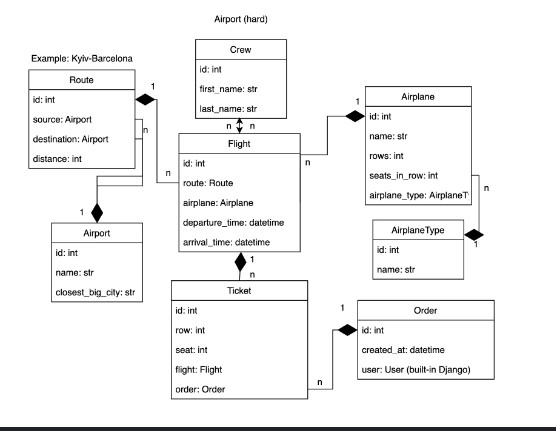 Airport (hard)
Example: Kyiv-Barcelona
Crew
id: int
first_name: str
last_name: str
Route
id: int
source: Airport
destination: Airport
distance: int
1
n
n
n n
Airplane
id: int
name: str
rows: int
seats_in_row: int
airplane_type: AirplaneT
1
n
n
1
Flight
id: int
route: Route
airplane: Airplane
departure_time: datetime
arrival_time: datetime
1
Airport
id: int
name: str
closest_big_city: str
AirplaneType
id: int
name: str
1
n
Ticket
id: int
row: int
seat: int
flight: Flight
order: Order
n
1
Order
id: int
created_at: datetime
user: User (built-in Django)